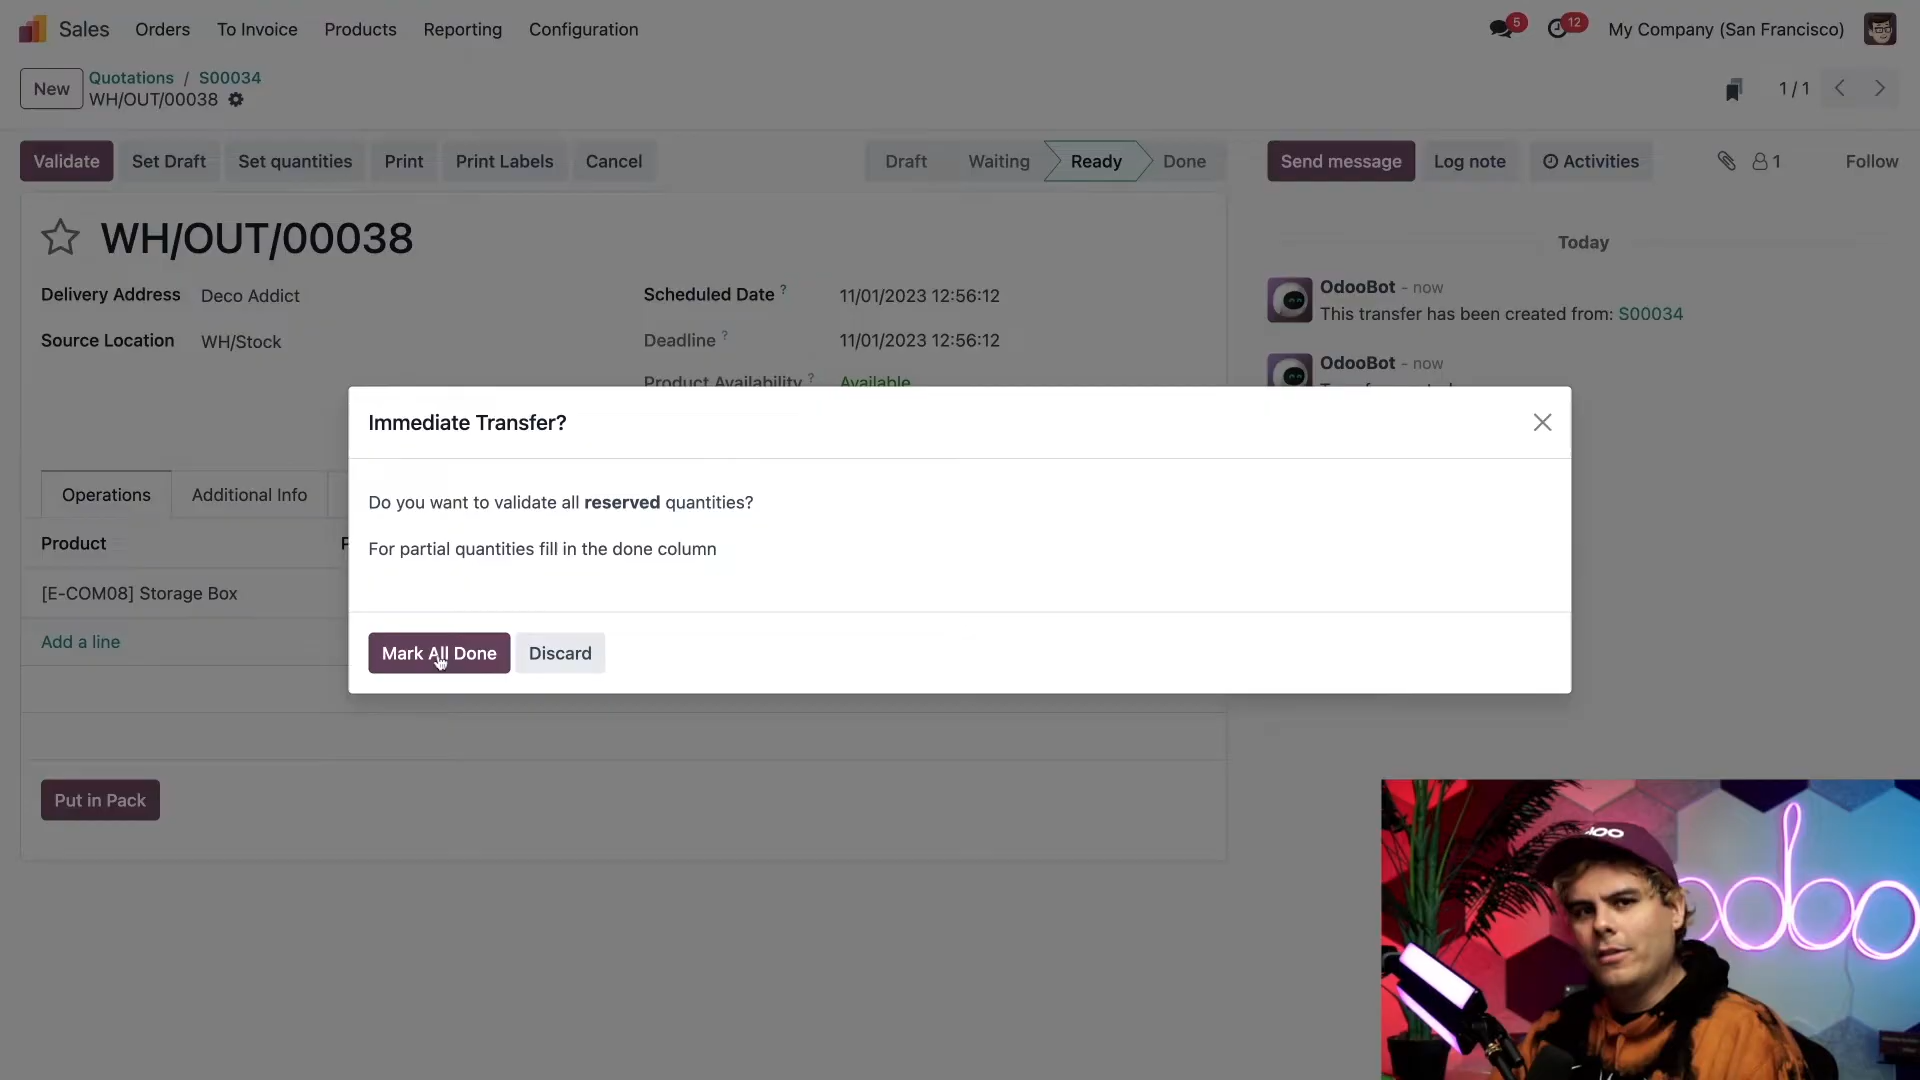 Sales Orders To Invoice Products Reporting Configuration 5 12 My Company (San Francisco)
New Quotations / S00034
WH/OUT/00038 1 / 1
Validate Set Draft Set quantities Print Print Labels Cancel Draft Waiting Ready Done Send message Log note Activities 1 Follow
WH/OUT/00038
Today
Delivery Address Deco Addict Scheduled Date ? 11/01/2023 12:56:12
OdooBot - now
This transfer has been created from: S00034
Source Location WH/Stock Deadline ? 11/01/2023 12:56:12
OdooBot - now
Product Availability ? Available
Immediate Transfer?
Do you want to validate all reserved quantities?
For partial quantities fill in the done column
Mark All Done Discard
Operations Additional Info
Product
[E-COM08] Storage Box
Add a line
Put in Pack
odoo